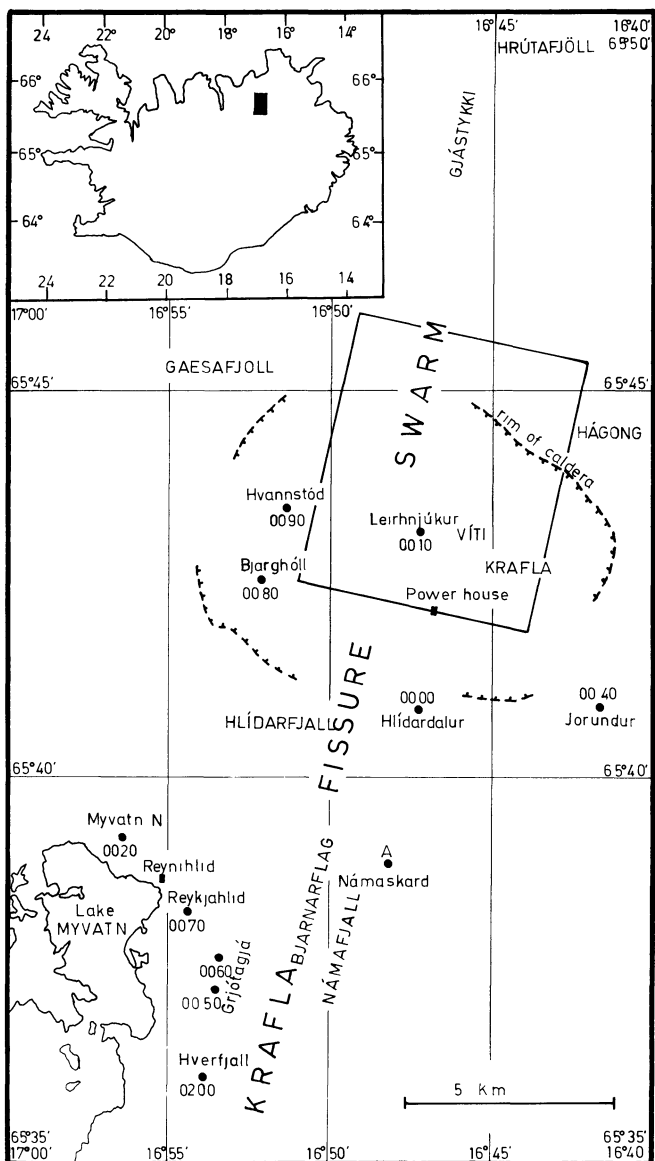 24 22 20 18 16 14°
66°
66°
65°
65°
64°
64°
24 22 20 18 16 14
16°45' 16°40'
HRÚTAFJÖLL 65°50'
GJÁSTYKKI
17°00' 16°55' 16°50'
GAESAFJOLL
65°45'
65°45'
SWARM
rim of caldera
HÁGONG
Hvannstód
0090
Leirhnjúkur
0010
VÍTI
Bjarghóll
0080
KRAFLA
Power house
FISSURE
0000
Hlídardalur
00 40
Jorundur
HLÍDARFJALL
65°40'
65°40'
Myvatn N
0020
Reynihlid
A
Námaskard
Lake
MYVATN
Reykjahlid
0070
BJARNARFLAG
NÁMAFJALL
0060
Grjótagjá
0050
KRAFLA
Hverfjall
0200
5 Km
65°35' 65°35'
17°00' 16°55' 16°50' 16°45' 16°40'